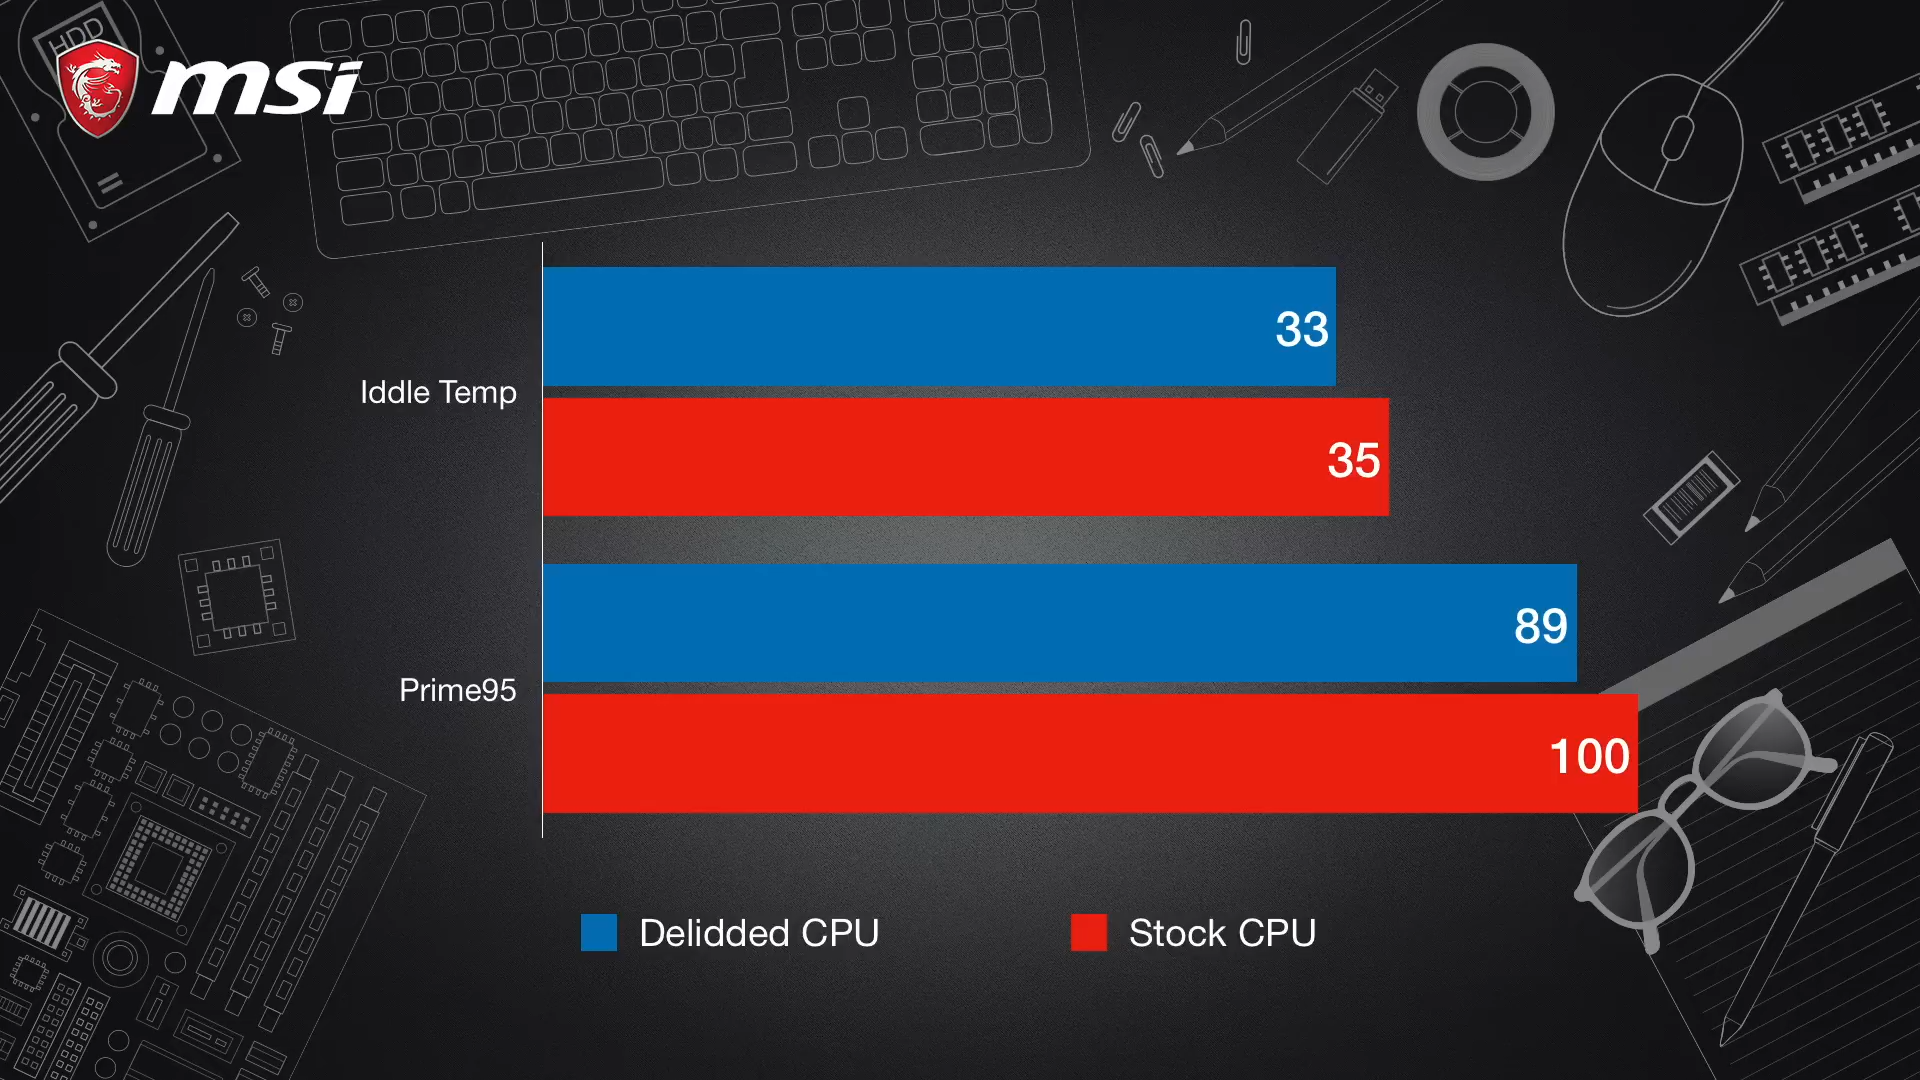 HDD
msi
33
Iddle Temp
35
89
Prime95
100
Delidded CPU
Stock CPU